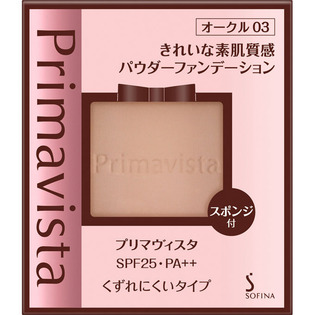 Primavista
オークル 03
きれいな素肌質感
パウダーファンデーション
Primavista
スポンジ
付
プリマヴィスタ
SPF25・PA++
くずれにくいタイプ
S
SOFINA